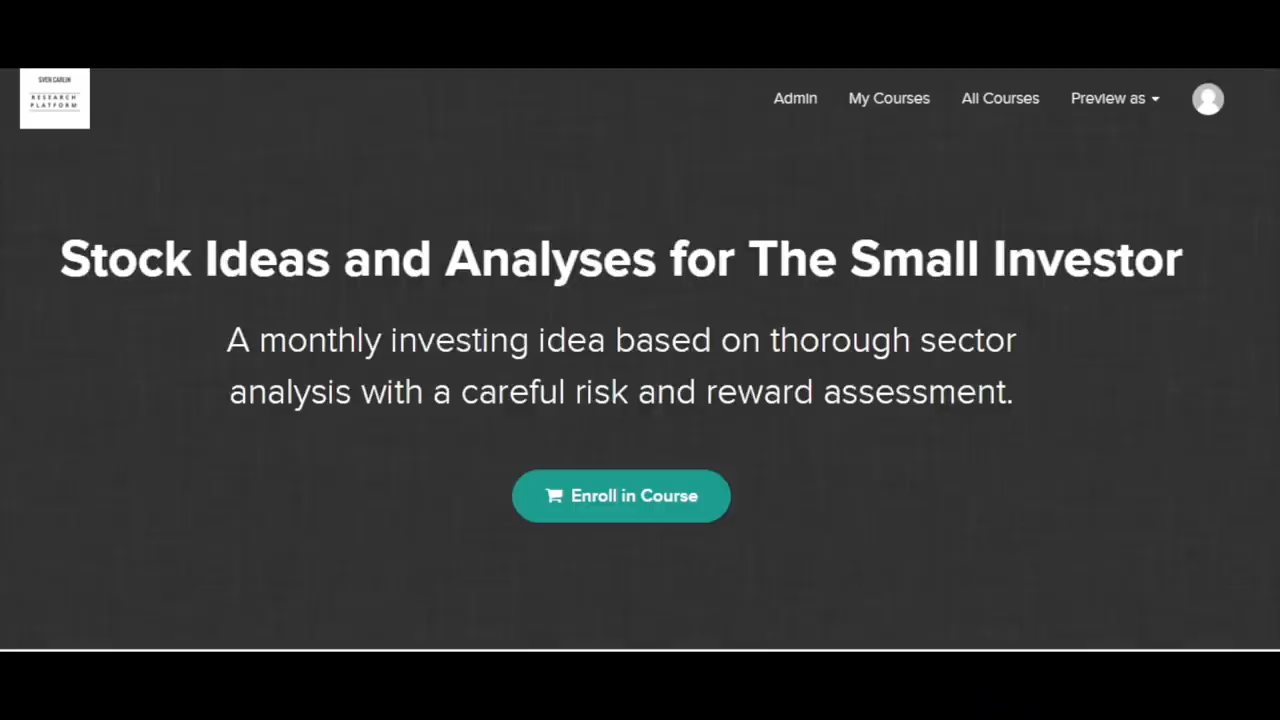 SVEN CARLIN
RESEARCH
PLATFORM
Admin My Courses All Courses Preview as
Stock Ideas and Analyses for The Small Investor
A monthly investing idea based on thorough sector
analysis with a careful risk and reward assessment.
Enroll in Course